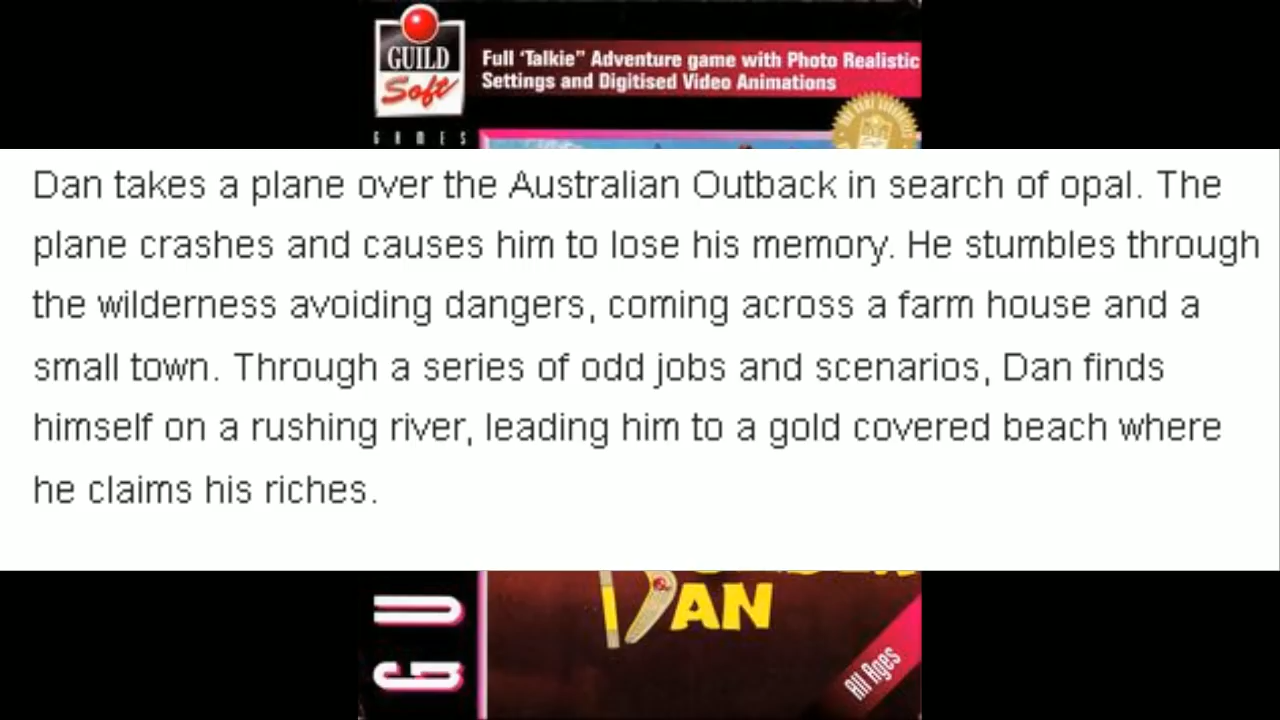 GUILD
Soft
GAMES
Full ‘Talkie” Adventure game with Photo Realistic
Settings and Digitised Video Animations
Dan takes a plane over the Australian Outback in search of opal. The
plane crashes and causes him to lose his memory. He stumbles through
the wilderness avoiding dangers, coming across a farm house and a
small town. Through a series of odd jobs and scenarios, Dan finds
himself on a rushing river, leading him to a gold covered beach where
he claims his riches.
DAN
GU
All Ages